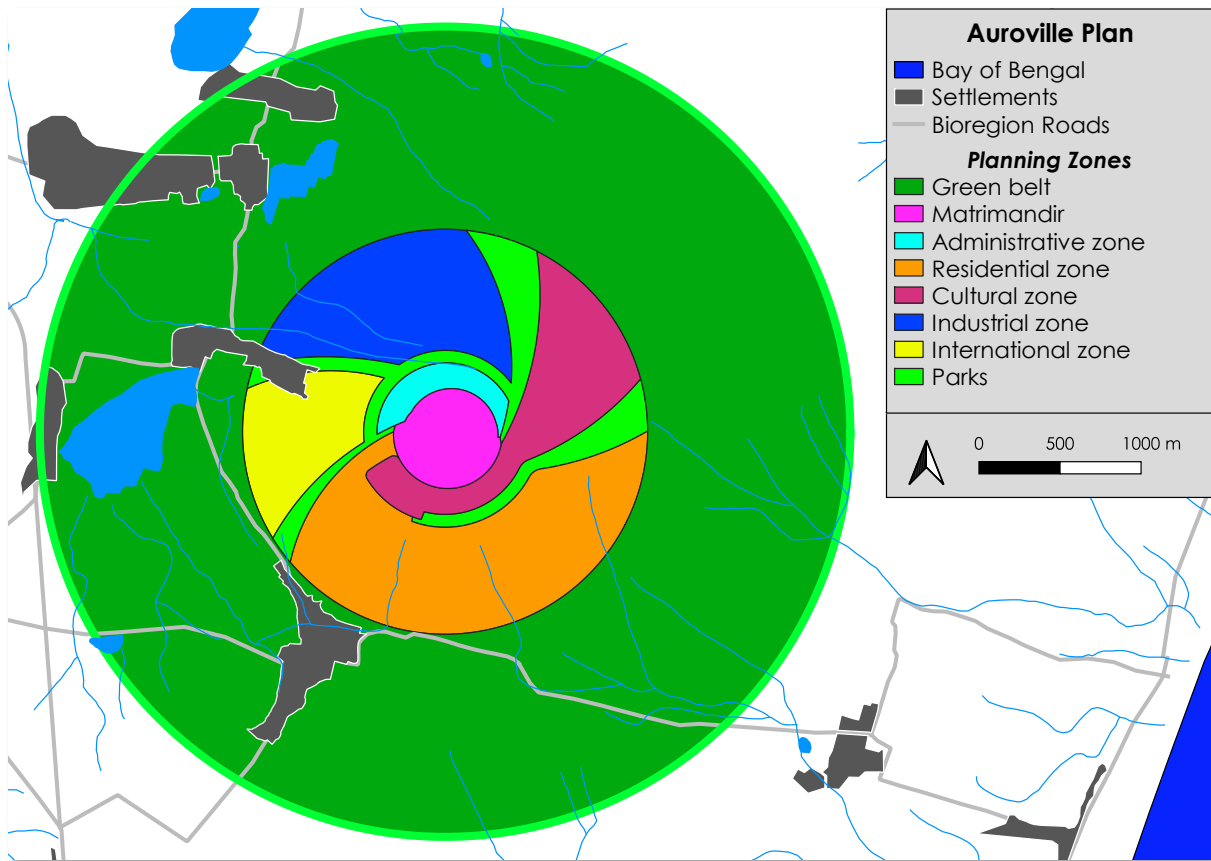 Auroville Plan
Bay of Bengal
Settlements
Bioregion Roads
Planning Zones
Green belt
Matrimandir
Administrative zone
Residential zone
Cultural zone
Industrial zone
International zone
Parks
0 500 1000 m